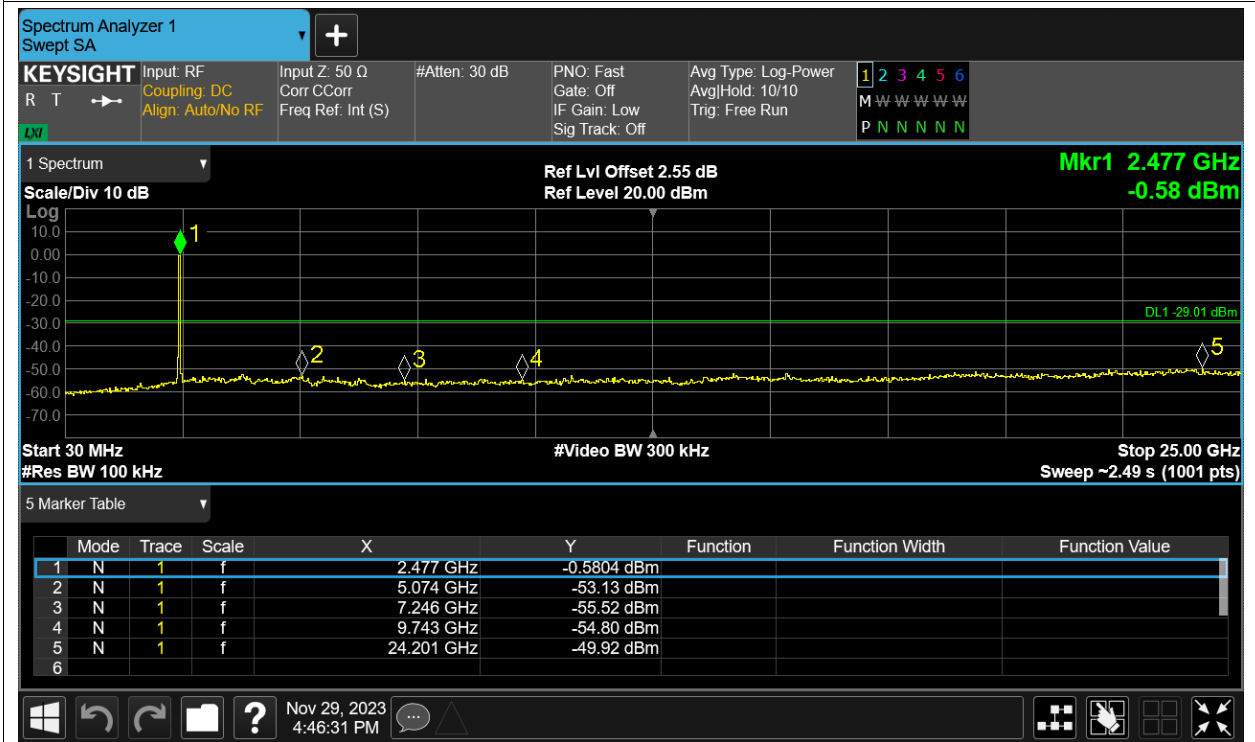 Spectrum Analyzer 1
Swept SA
KEYSIGHT
R T
LXI
Input: RF
Coupling: DC
Align: Auto/No RF
Input Z: 50 Ω
Corr CCorr
Freq Ref: Int (S)
#Atten: 30 dB
PNO: Fast
Gate: Off
IF Gain: Low
Sig Track: Off
Avg Type: Log-Power
Avg|Hold: 10/10
Trig: Free Run
1 2 3 4 5 6
M W W W W W
P N N N N N
1 Spectrum
Scale/Div 10 dB
Ref Lvl Offset 2.55 dB
Ref Level 20.00 dBm
Mkr1 2.477 GHz
-0.58 dBm
Log
10.0
0.00
-10.0
-20.0
-30.0
-40.0
-50.0
-60.0
-70.0
1
2
3
4
5
DL1 -29.01 dBm
Start 30 MHz
#Res BW 100 kHz
#Video BW 300 kHz
Stop 25.00 GHz
Sweep ~2.49 s (1001 pts)
5 Marker Table
Mode Trace Scale X Y Function Function Width Function Value
1 N 1 f 2.477 GHz -0.5804 dBm
2 N 1 f 5.074 GHz -53.13 dBm
3 N 1 f 7.246 GHz -55.52 dBm
4 N 1 f 9.743 GHz -54.80 dBm
5 N 1 f 24.201 GHz -49.92 dBm
6
?
Nov 29, 2023
4:46:31 PM